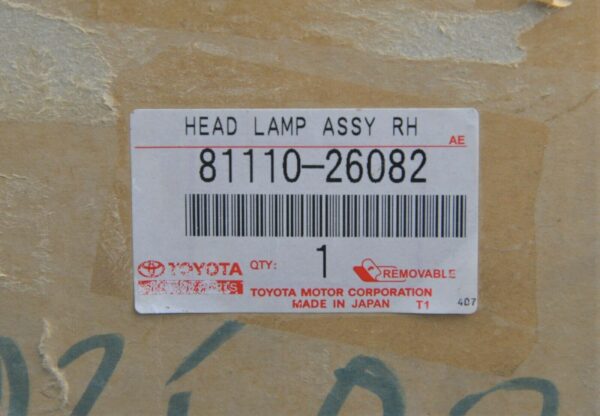 HEAD LAMP ASSY RH
AE
81110-26082
TOYOTA QTY: 1 REMOVABLE
TOYOTA MOTOR CORPORATION
MADE IN JAPAN T1
407